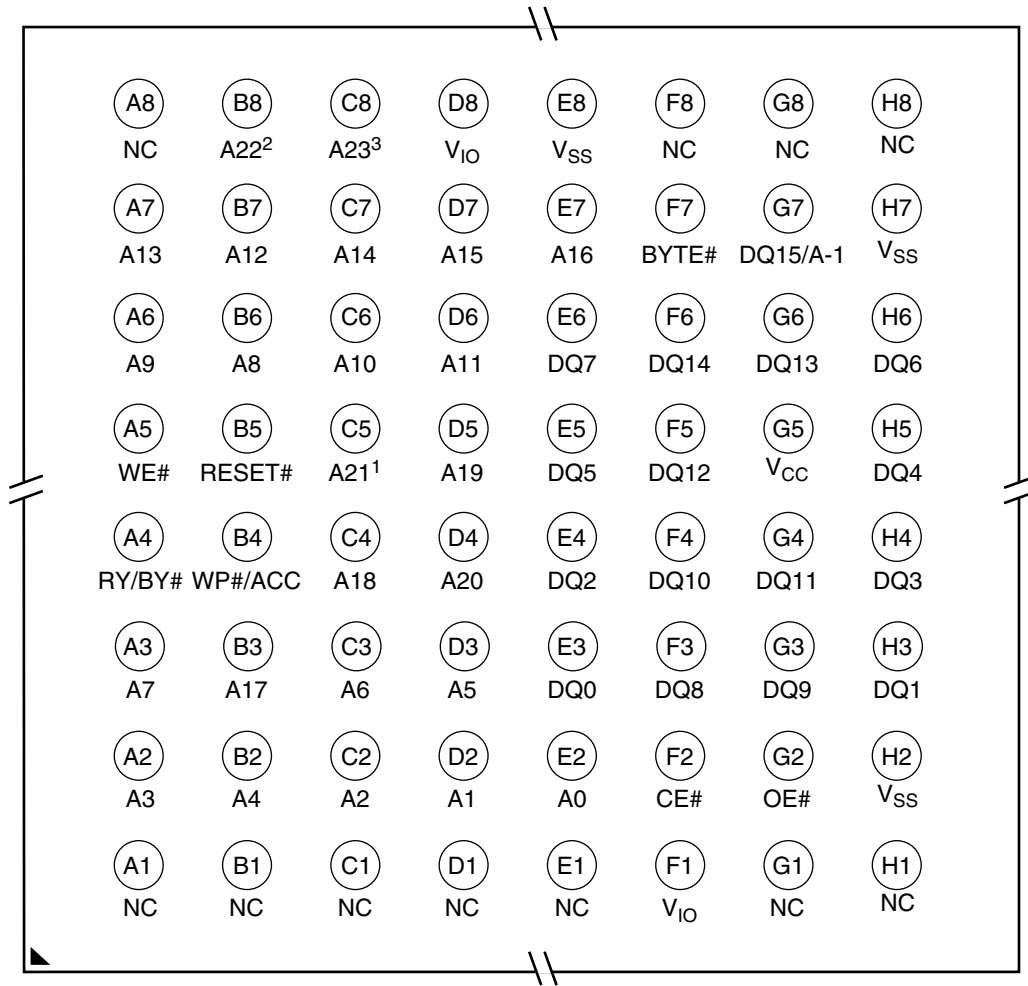 A8 B8 C8 D8 E8 F8 G8 H8
NC A22² A23³ VIO VSS NC NC NC
A7 B7 C7 D7 E7 F7 G7 H7
A13 A12 A14 A15 A16 BYTE# DQ15/A-1 VSS
A6 B6 C6 D6 E6 F6 G6 H6
A9 A8 A10 A11 DQ7 DQ14 DQ13 DQ6
A5 B5 C5 D5 E5 F5 G5 H5
WE# RESET# A21¹ A19 DQ5 DQ12 VCC DQ4
A4 B4 C4 D4 E4 F4 G4 H4
RY/BY# WP#/ACC A18 A20 DQ2 DQ10 DQ11 DQ3
A3 B3 C3 D3 E3 F3 G3 H3
A7 A17 A6 A5 DQ0 DQ8 DQ9 DQ1
A2 B2 C2 D2 E2 F2 G2 H2
A3 A4 A2 A1 A0 CE# OE# VSS
A1 B1 C1 D1 E1 F1 G1 H1
NC NC NC NC NC VIO NC NC